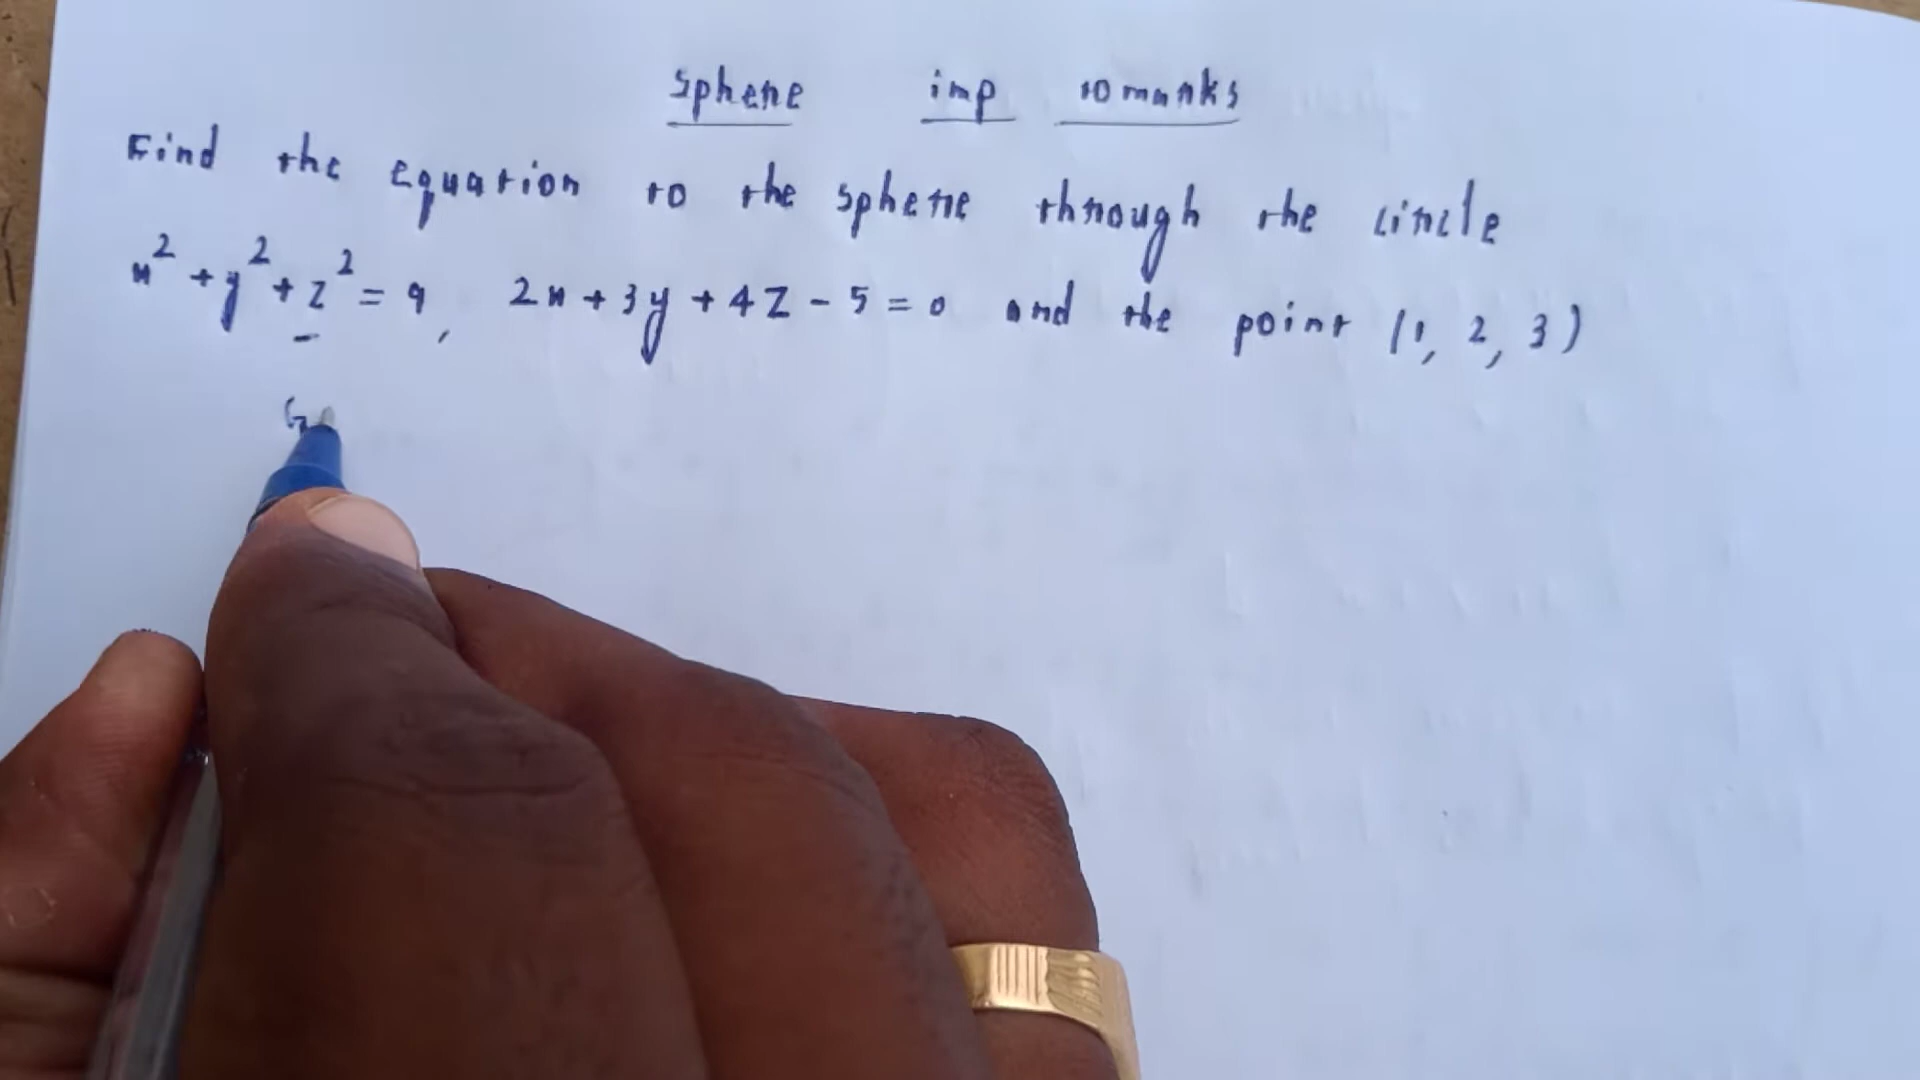 sphere imp 10 marks
Find the equation to the sphere through the circle
x² + y² + z² = 9, 2x + 3y + 4z - 5 = 0 and the point (1, 2, 3)
G